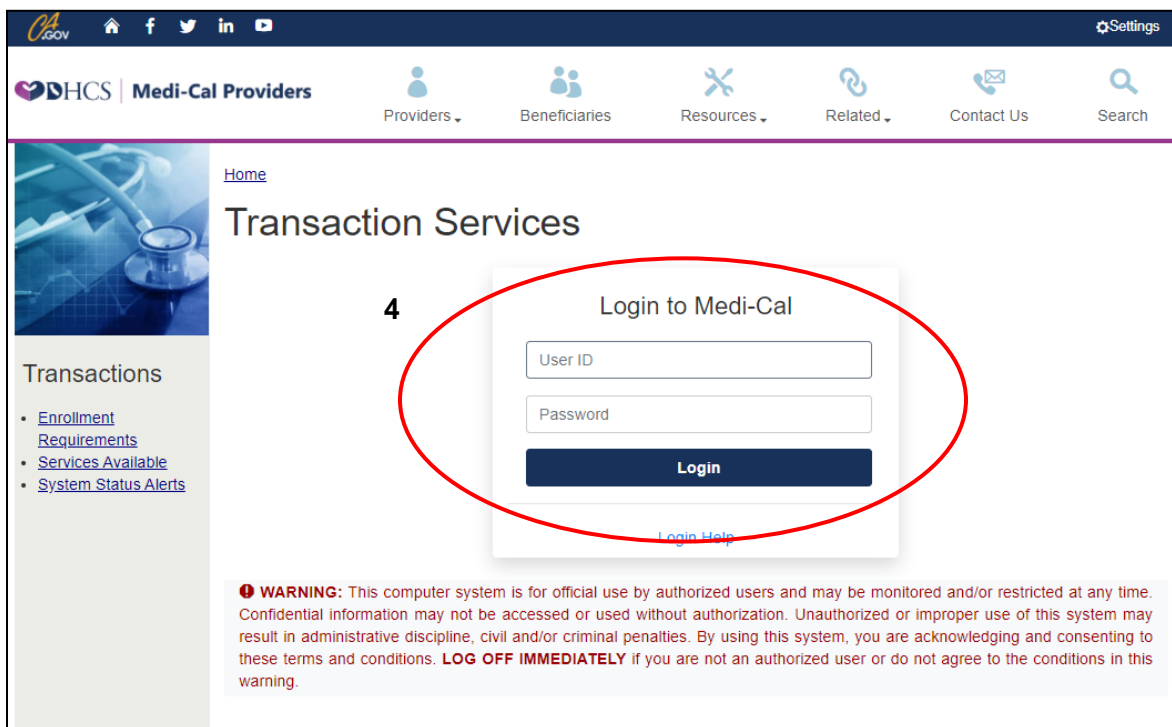 CA.GOV
Settings
DHCS | Medi-Cal Providers
Providers
Beneficiaries
Resources
Related
Contact Us
Search
Home
Transaction Services
4
Login to Medi-Cal
User ID
Password
Login
Login Help
Transactions
• Enrollment
Requirements
• Services Available
• System Status Alerts
WARNING: This computer system is for official use by authorized users and may be monitored and/or restricted at any time.
Confidential information may not be accessed or used without authorization. Unauthorized or improper use of this system may
result in administrative discipline, civil and/or criminal penalties. By using this system, you are acknowledging and consenting to
these terms and conditions. LOG OFF IMMEDIATELY if you are not an authorized user or do not agree to the conditions in this
warning.